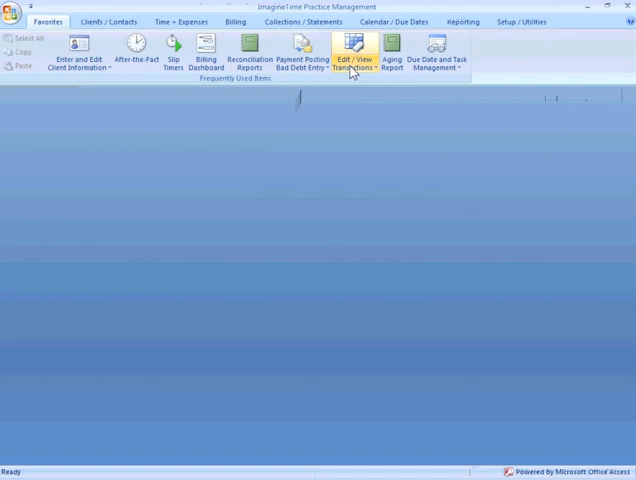 ImagineTime Practice Management
Favorites Clients / Contacts Time + Expenses Billing Collections / Statements Calendar / Due Dates Reporting Setup / Utilities
Select All
Copy
Paste
Enter and Edit
Client Information
After-the-Fact
Slip
Timers
Billing
Dashboard
Reconciliation
Reports
Payment Posting
Bad Debt Entry
Edit / View
Transactions
Aging
Report
Due Date and Task
Management
Frequently Used Items
Ready
Powered By Microsoft Office Access